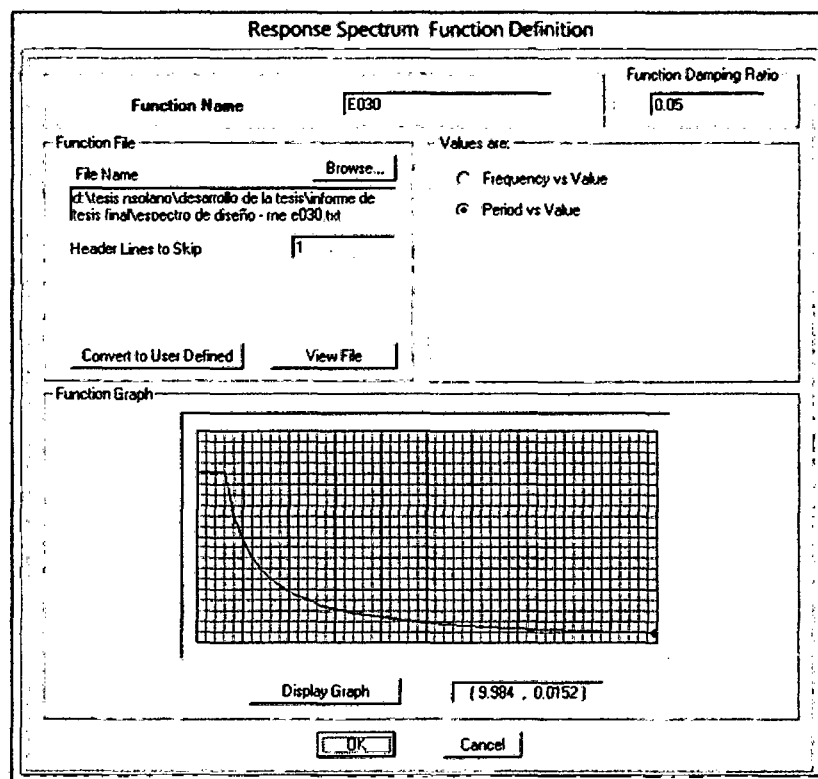 Response Spectrum Function Definition
Function Damping Ratio
Function Name
E030
0.05
Function File
Values are:
File Name
Browse...
d:\tesis nsolano\desarrollo de la tesis\informe de
tesis final\espectro de diseño - rne e030.txt
Frequency vs Value
Period vs Value
Header Lines to Skip
1
Convert to User Defined
View File
Function Graph
Display Graph
(9.984 , 0.0152)
OK
Cancel